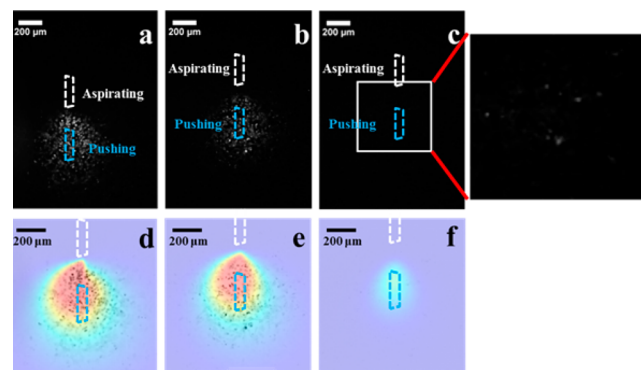 200 µm
a
Aspirating
Pushing
200 µm
b
Aspirating
Pushing
200 µm
c
Aspirating
Pushing
200 µm
d
200 µm
e
200 µm
f